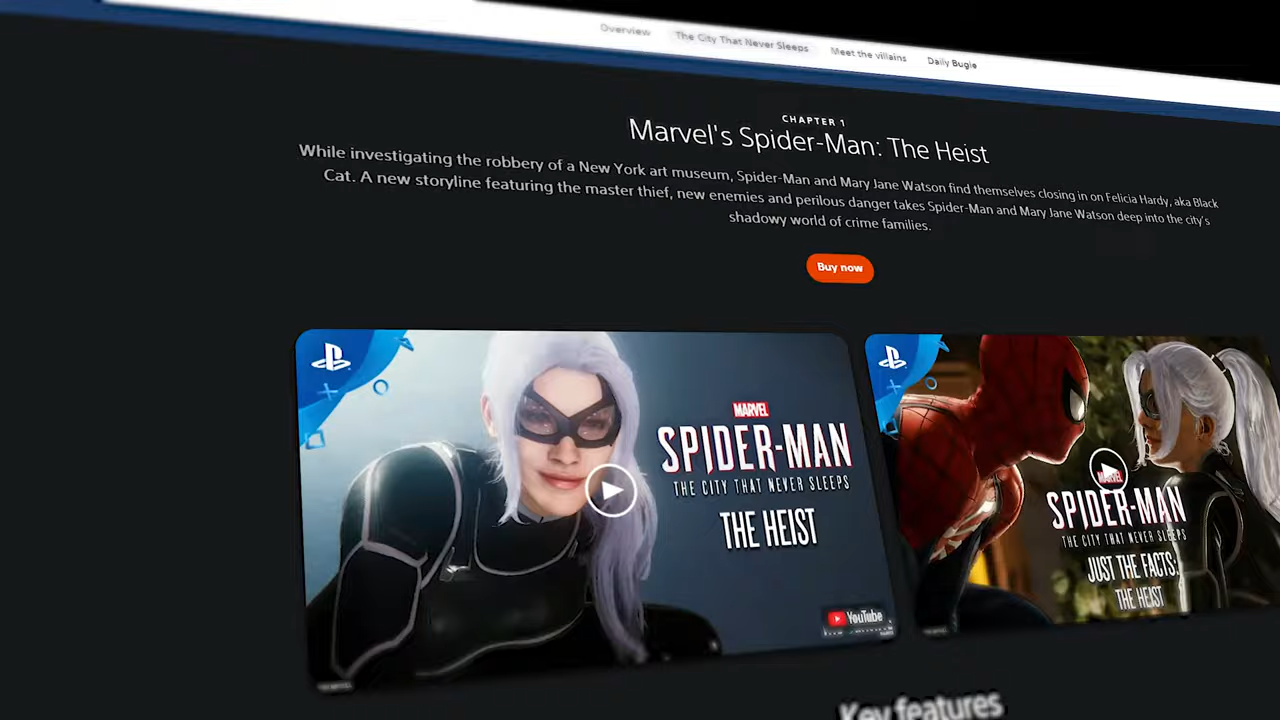 Overview The City That Never Sleeps Meet the villains Daily Bugle
CHAPTER 1
Marvel's Spider-Man: The Heist
While investigating the robbery of a New York art museum, Spider-Man and Mary Jane Watson find themselves closing in on Felicia Hardy, aka Black
Cat. A new storyline featuring the master thief, new enemies and perilous danger takes Spider-Man and Mary Jane Watson deep into the city's
shadowy world of crime families.
Buy now
MARVEL
SPIDER-MAN
THE CITY THAT NEVER SLEEPS
THE HEIST
YouTube
MARVEL
SPIDER-MAN
THE CITY THAT NEVER SLEEPS
JUST THE FACTS:
THE HEIST
Key features